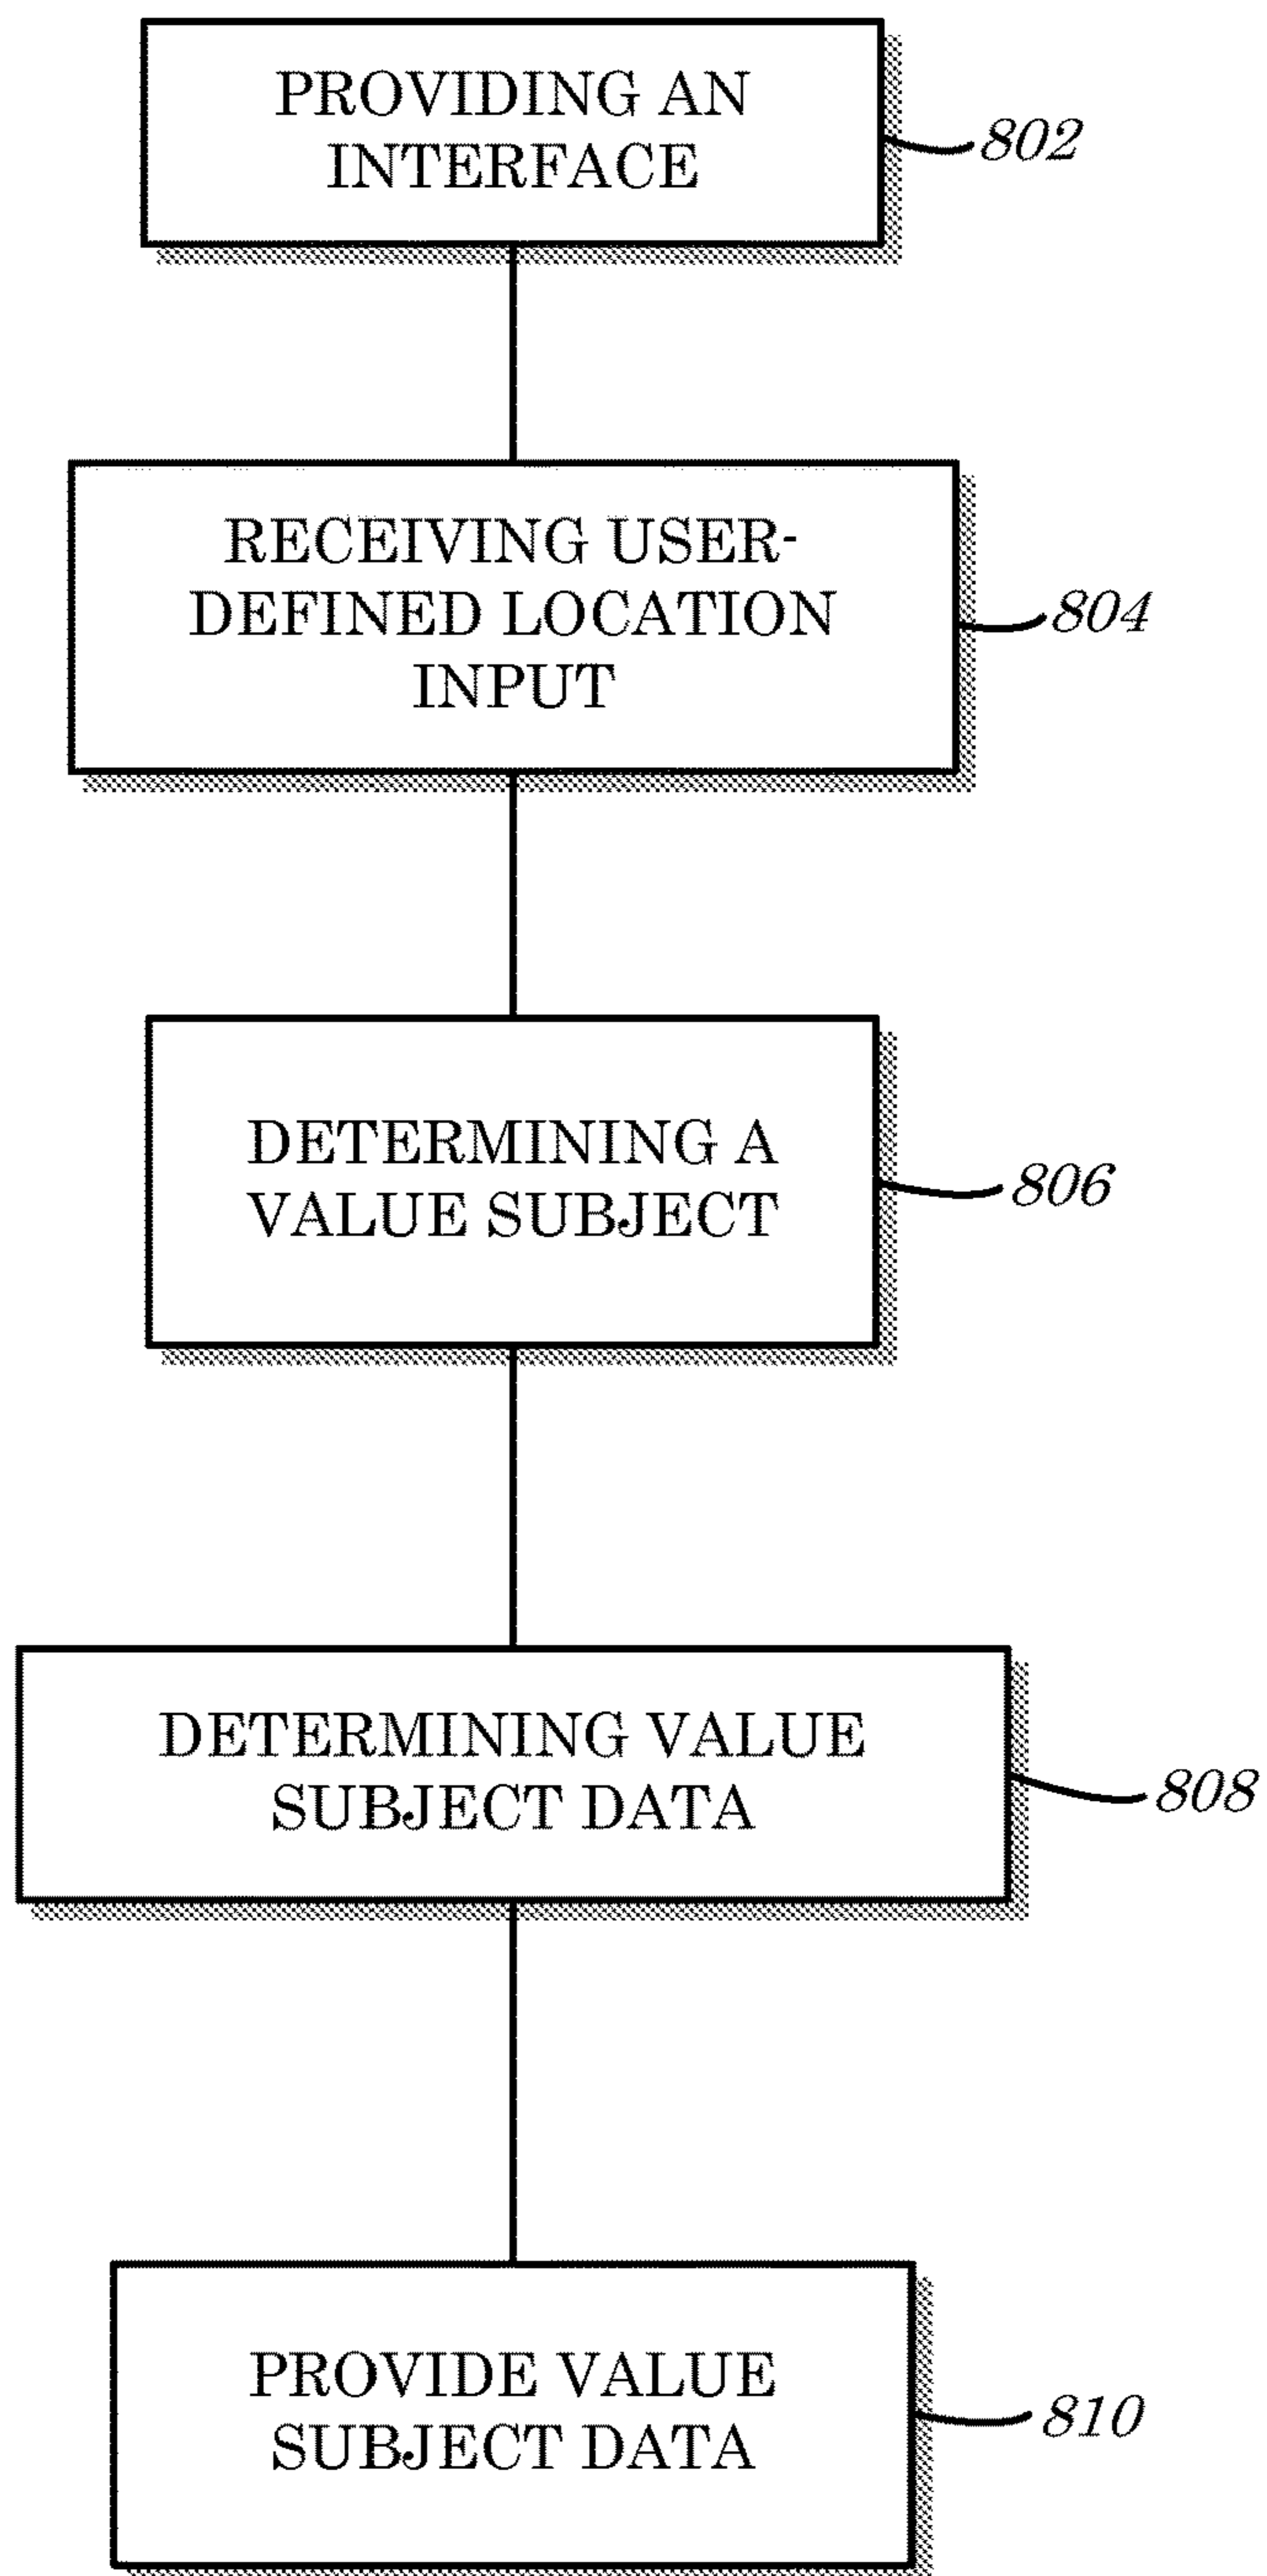 PROVIDING AN
INTERFACE
802
RECEIVING USER-
DEFINED LOCATION
INPUT
804
DETERMINING A
VALUE SUBJECT
806
DETERMINING VALUE
SUBJECT DATA
808
PROVIDE VALUE
SUBJECT DATA
810